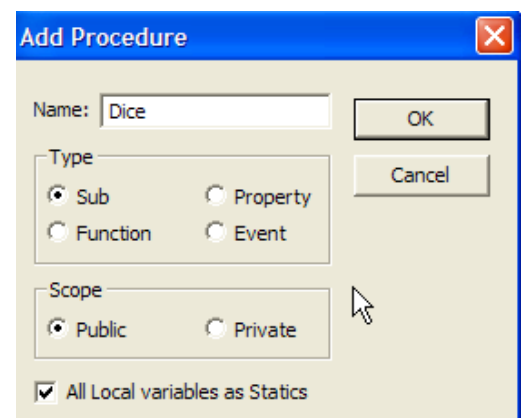 Add Procedure
Name: Dice
OK
Type
Cancel
Sub Property
Function Event
Scope
Public Private
All Local variables as Statics